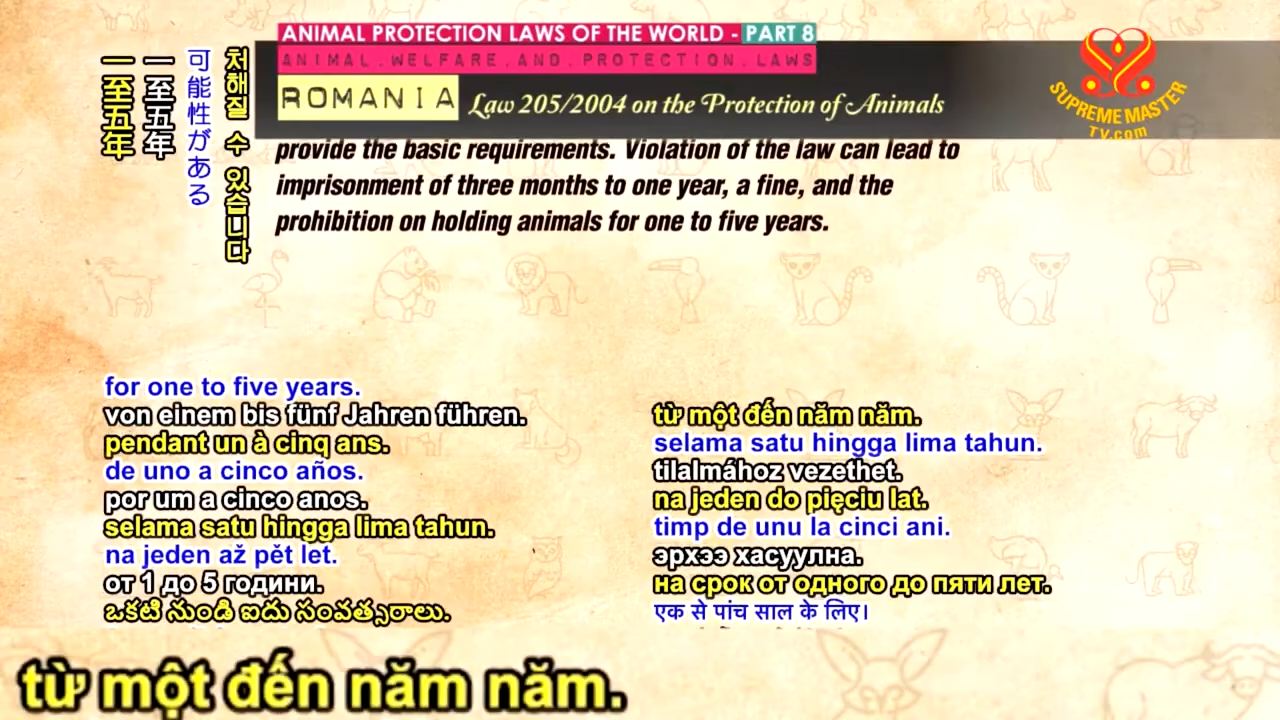 ANIMAL PROTECTION LAWS OF THE WORLD - PART 8
ANIMAL.WELFARE.AND.PROTECTION.LAWS
ROMANIA
Law 205/2004 on the Protection of Animals
SUPREME MASTER
TV.com
一至五年
一至五年
可能性がある
처해질 수 있습니다
provide the basic requirements. Violation of the law can lead to
imprisonment of three months to one year, a fine, and the
prohibition on holding animals for one to five years.
for one to five years.
von einem bis fünf Jahren führen.
pendant un à cinq ans.
de uno a cinco años.
por um a cinco anos.
selama satu hingga lima tahun.
na jeden až pět let.
от 1 до 5 години.
ఒకటి నుండి ఐదు సంవత్సరాలు.
từ một đến năm năm.
selama satu hingga lima tahun.
tilalmához vezethet.
na jeden do pięciu lat.
timp de unu la cinci ani.
эрхээ хасуулна.
на срок от одного до пяти лет.
एक से पांच साल के लिए।
từ một đến năm năm.